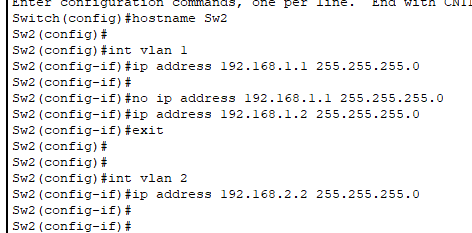 Enter configuration commands, one per line.  End with CNTL
Switch(config)#hostname Sw2
Sw2(config)#
Sw2(config)#int vlan 1
Sw2(config-if)#ip address 192.168.1.1 255.255.255.0
Sw2(config-if)#
Sw2(config-if)#no ip address 192.168.1.1 255.255.255.0
Sw2(config-if)#ip address 192.168.1.2 255.255.255.0
Sw2(config-if)#exit
Sw2(config)#
Sw2(config)#
Sw2(config)#int vlan 2
Sw2(config-if)#ip address 192.168.2.2 255.255.255.0
Sw2(config-if)#
Sw2(config-if)#